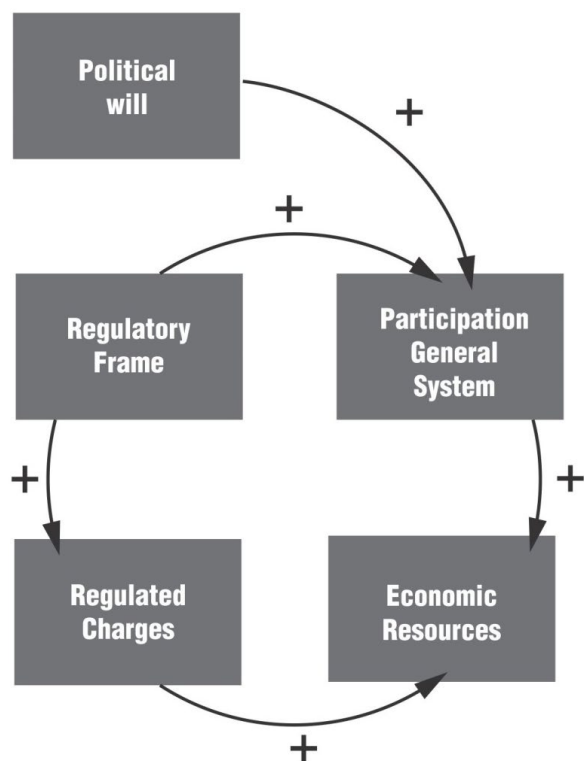 Political
will
+
+
Regulatory
Frame
Participation
General
System
+
+
Regulated
Charges
Economic
Resources
+